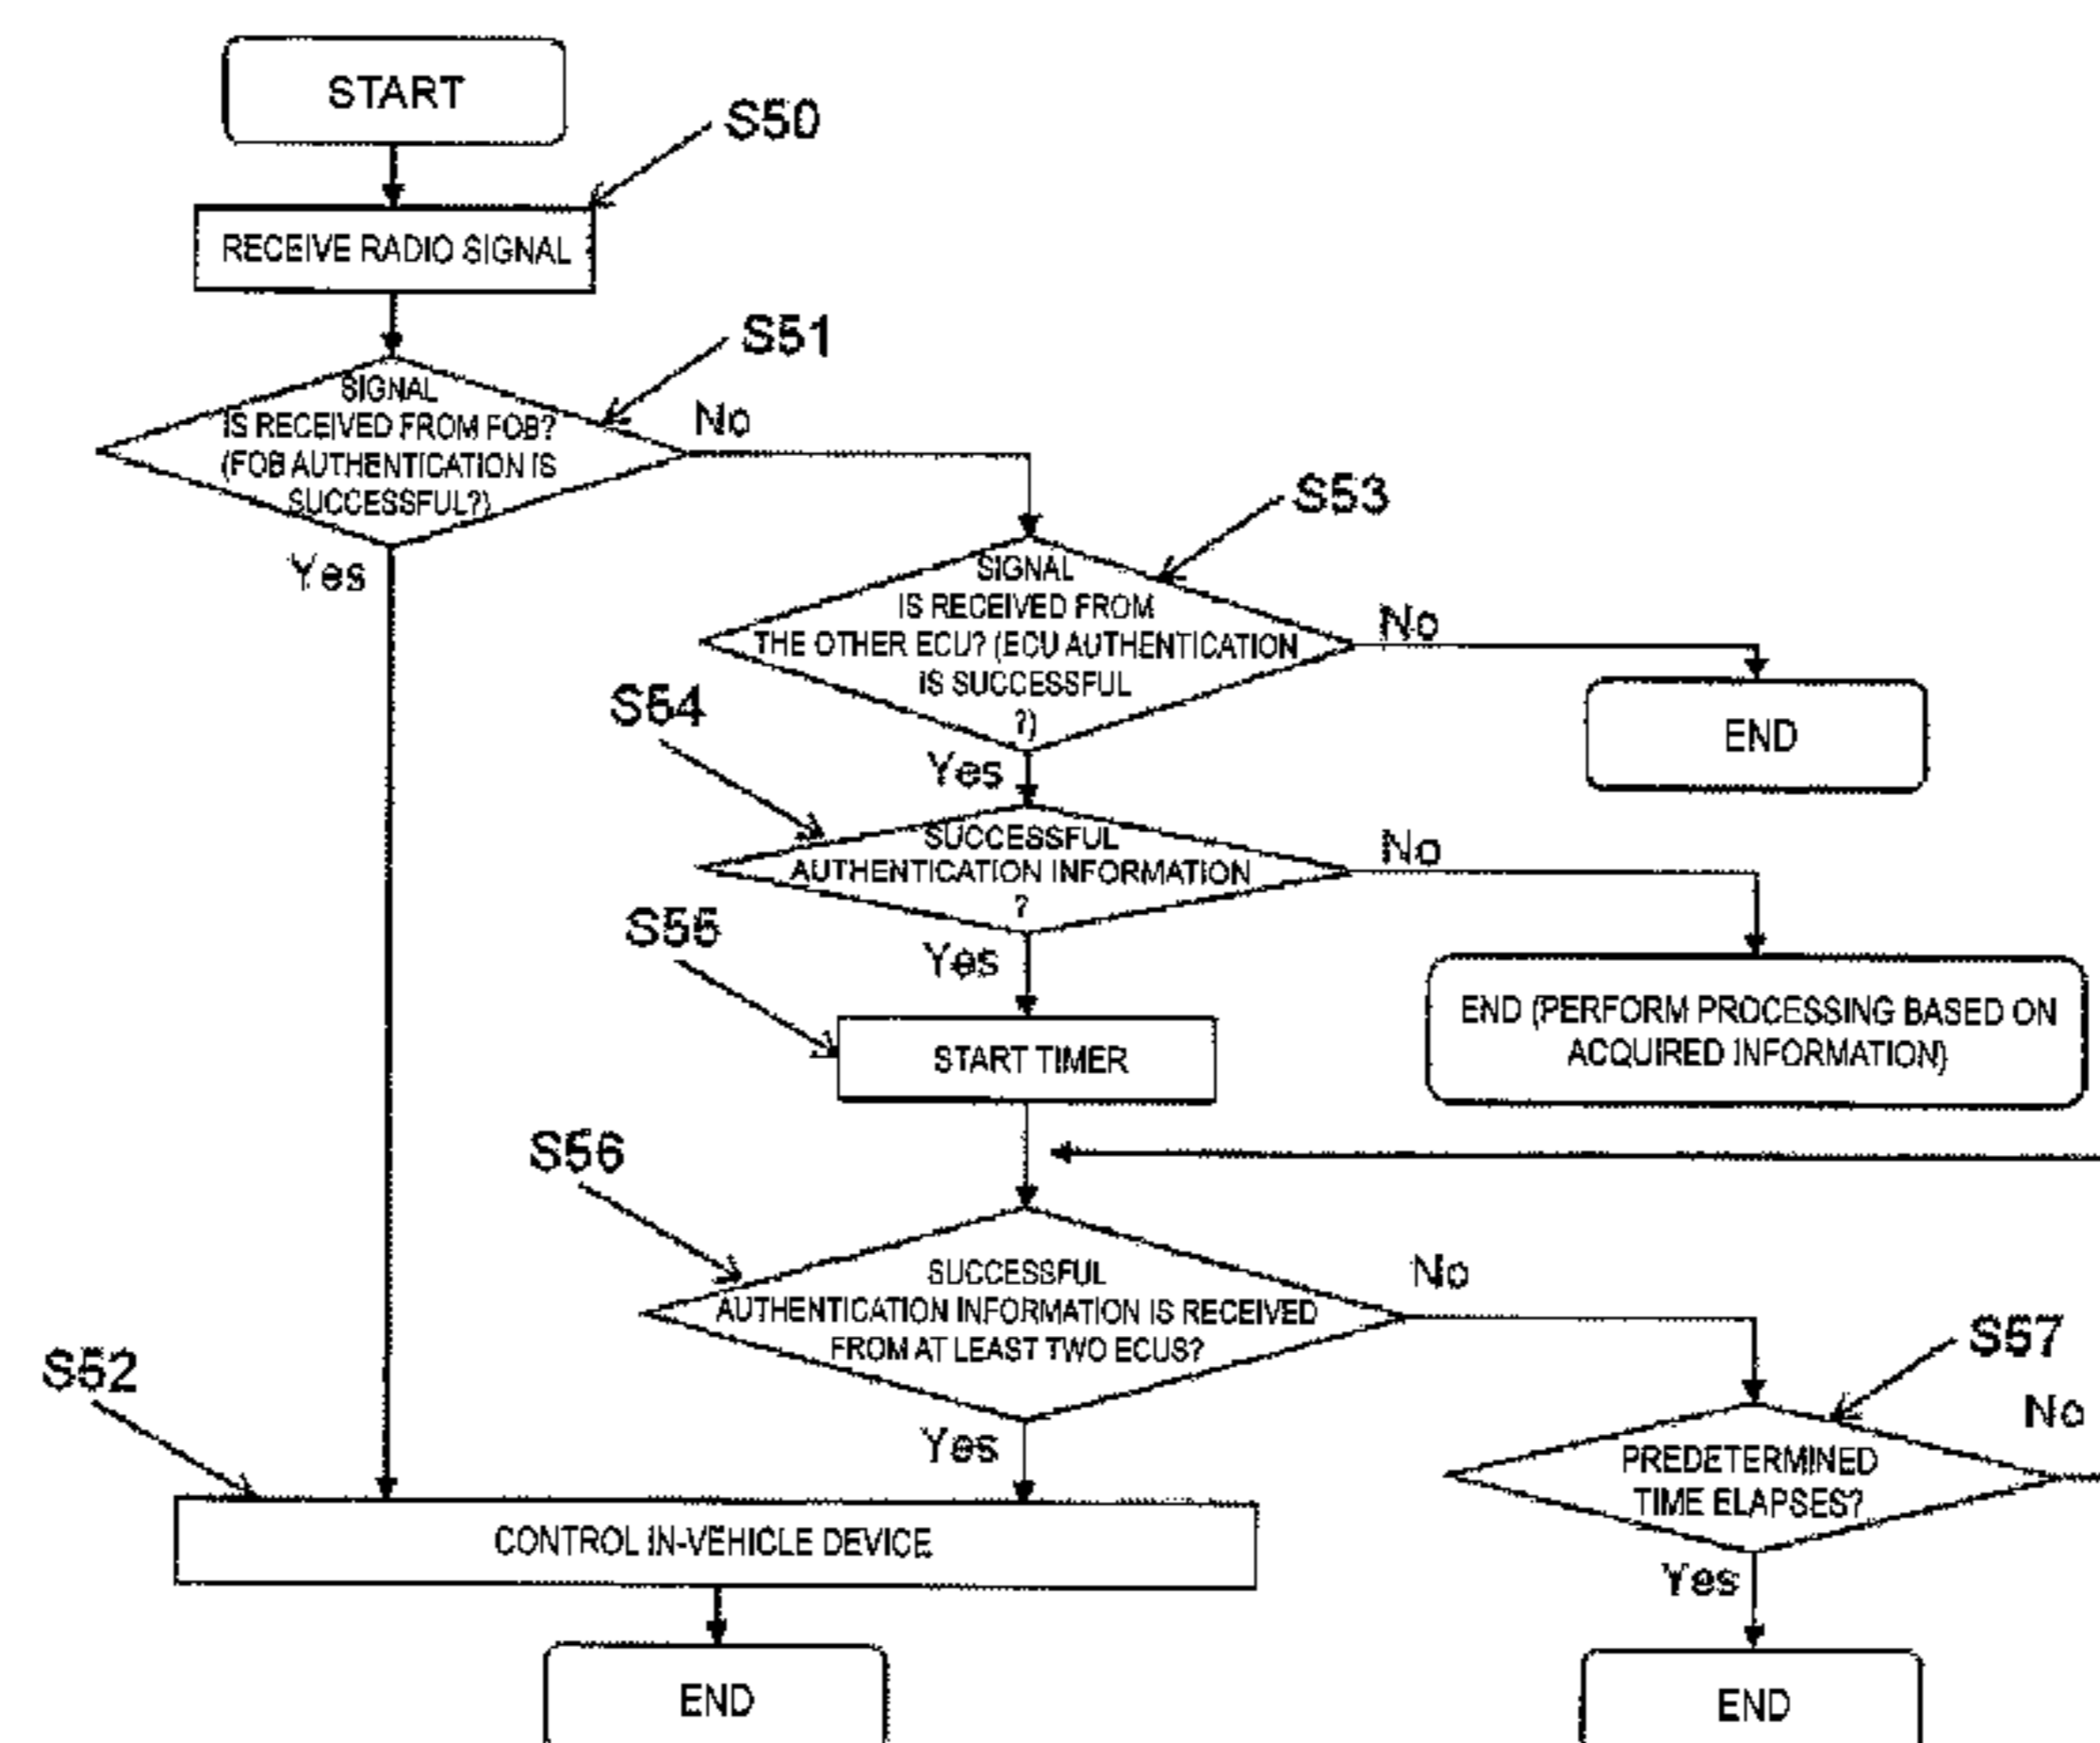 START
S50
RECEIVE RADIO SIGNAL
S51
SIGNAL
IS RECEIVED FROM FOB?
(FOB AUTHENTICATION IS
SUCCESSFUL?)
No
Yes
S53
SIGNAL
IS RECEIVED FROM
THE OTHER ECU? (ECU AUTHENTICATION
IS SUCCESSFUL
?)
No
END
Yes
S54
SUCCESSFUL
AUTHENTICATION INFORMATION
?
No
END (PERFORM PROCESSING BASED ON
ACQUIRED INFORMATION)
Yes
S55
START TIMER
S56
SUCCESSFUL
AUTHENTICATION INFORMATION IS RECEIVED
FROM AT LEAST TWO ECUS?
No
Yes
S57
PREDETERMINED
TIME ELAPSES?
No
Yes
END
S52
CONTROL IN-VEHICLE DEVICE
END